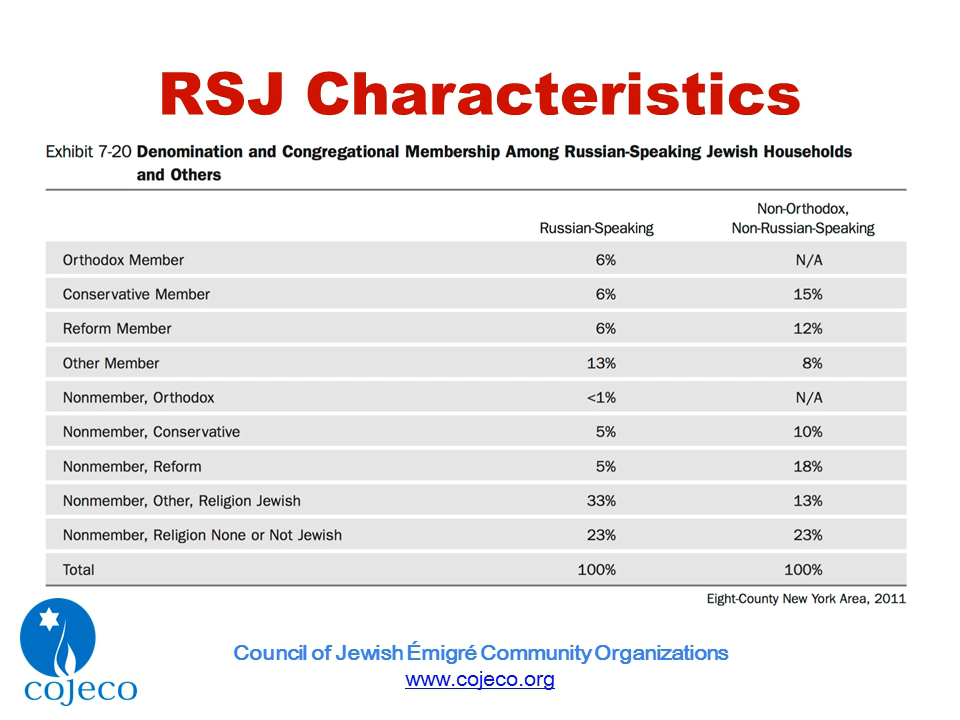 RSJ Characteristics
Exhibit 7-20 Denomination and Congregational Membership Among Russian-Speaking Jewish Households
and Others
Non-Orthodox,
Russian-Speaking Non-Russian-Speaking
Orthodox Member 6% N/A
Conservative Member 6% 15%
Reform Member 6% 12%
Other Member 13% 8%
Nonmember, Orthodox <1% N/A
Nonmember, Conservative 5% 10%
Nonmember, Reform 5% 18%
Nonmember, Other, Religion Jewish 33% 13%
Nonmember, Religion None or Not Jewish 23% 23%
Total 100% 100%
Eight-County New York Area, 2011
cojeco
Council of Jewish Émigré Community Organizations
www.cojeco.org